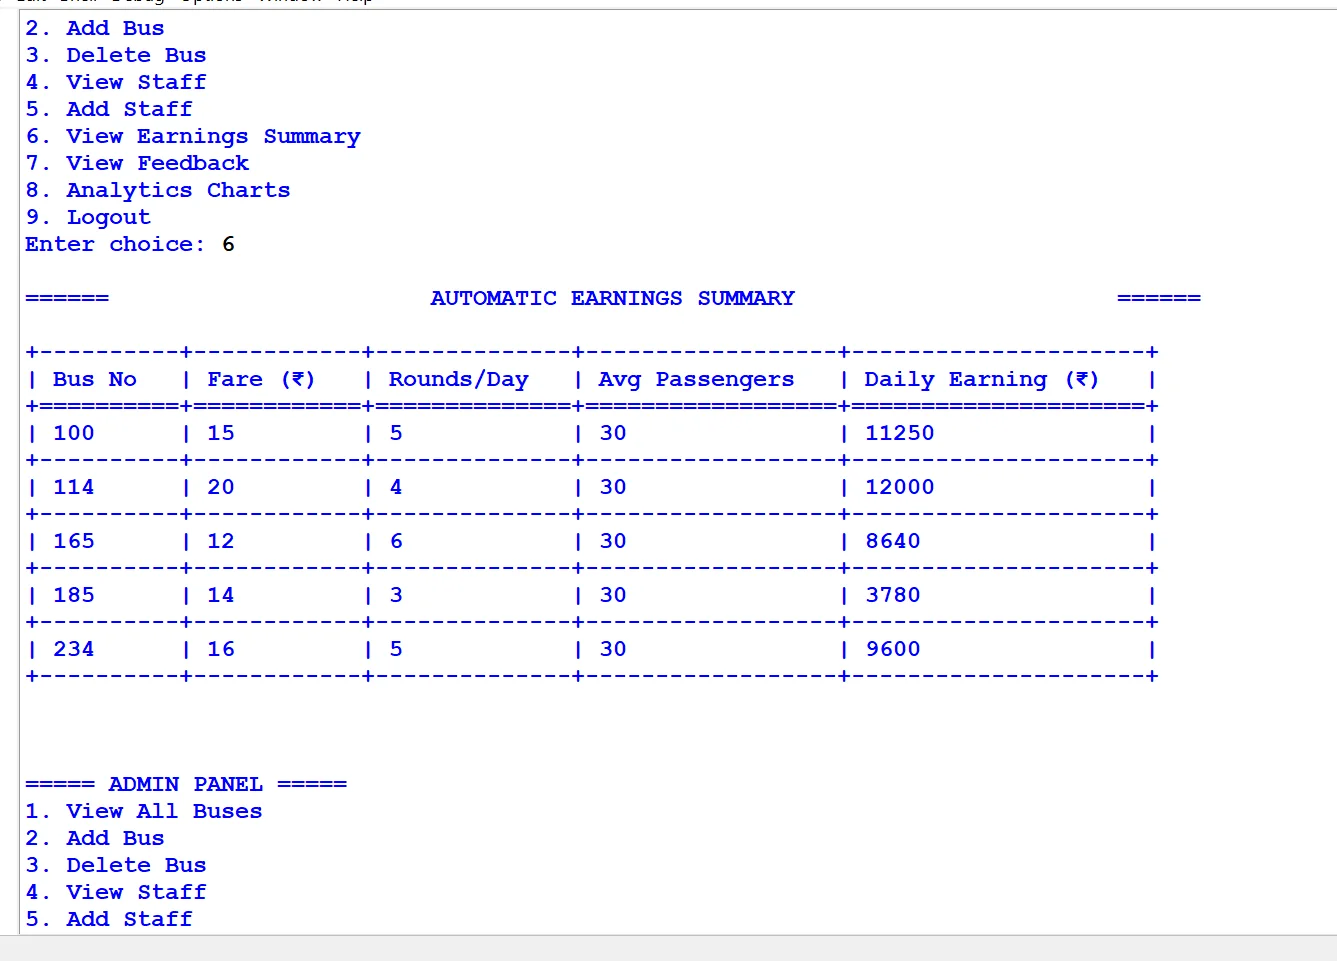 2. Add Bus
3. Delete Bus
4. View Staff
5. Add Staff
6. View Earnings Summary
7. View Feedback
8. Analytics Charts
9. Logout
Enter choice: 6
====== AUTOMATIC EARNINGS SUMMARY ======
+----------+------------+--------------+------------------+---------------------+
| Bus No   | Fare (₹)   | Rounds/Day   | Avg Passengers   | Daily Earning (₹)   |
+==========+============+==============+==================+=====================+
| 100      | 15         | 5            | 30               | 11250               |
+----------+------------+--------------+------------------+---------------------+
| 114      | 20         | 4            | 30               | 12000               |
+----------+------------+--------------+------------------+---------------------+
| 165      | 12         | 6            | 30               | 8640                |
+----------+------------+--------------+------------------+---------------------+
| 185      | 14         | 3            | 30               | 3780                |
+----------+------------+--------------+------------------+---------------------+
| 234      | 16         | 5            | 30               | 9600                |
+----------+------------+--------------+------------------+---------------------+
===== ADMIN PANEL =====
1. View All Buses
2. Add Bus
3. Delete Bus
4. View Staff
5. Add Staff